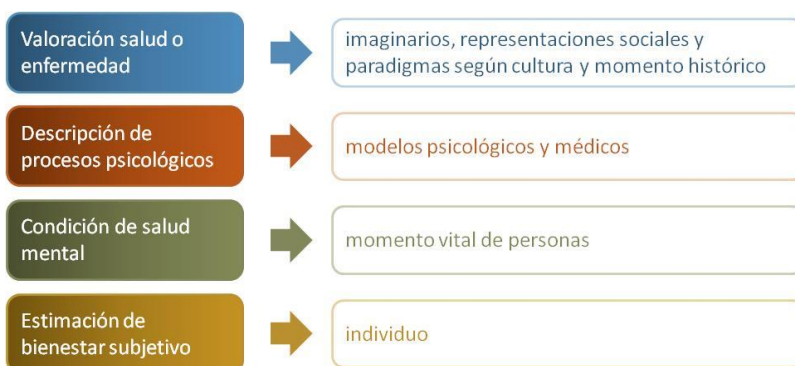 Valoración salud o
enfermedad
imaginarios, representaciones sociales y
paradigmas según cultura y momento histórico
Descripción de
procesos psicológicos
modelos psicológicos y médicos
Condición de salud
mental
momento vital de personas
Estimación de
bienestar subjetivo
individuo